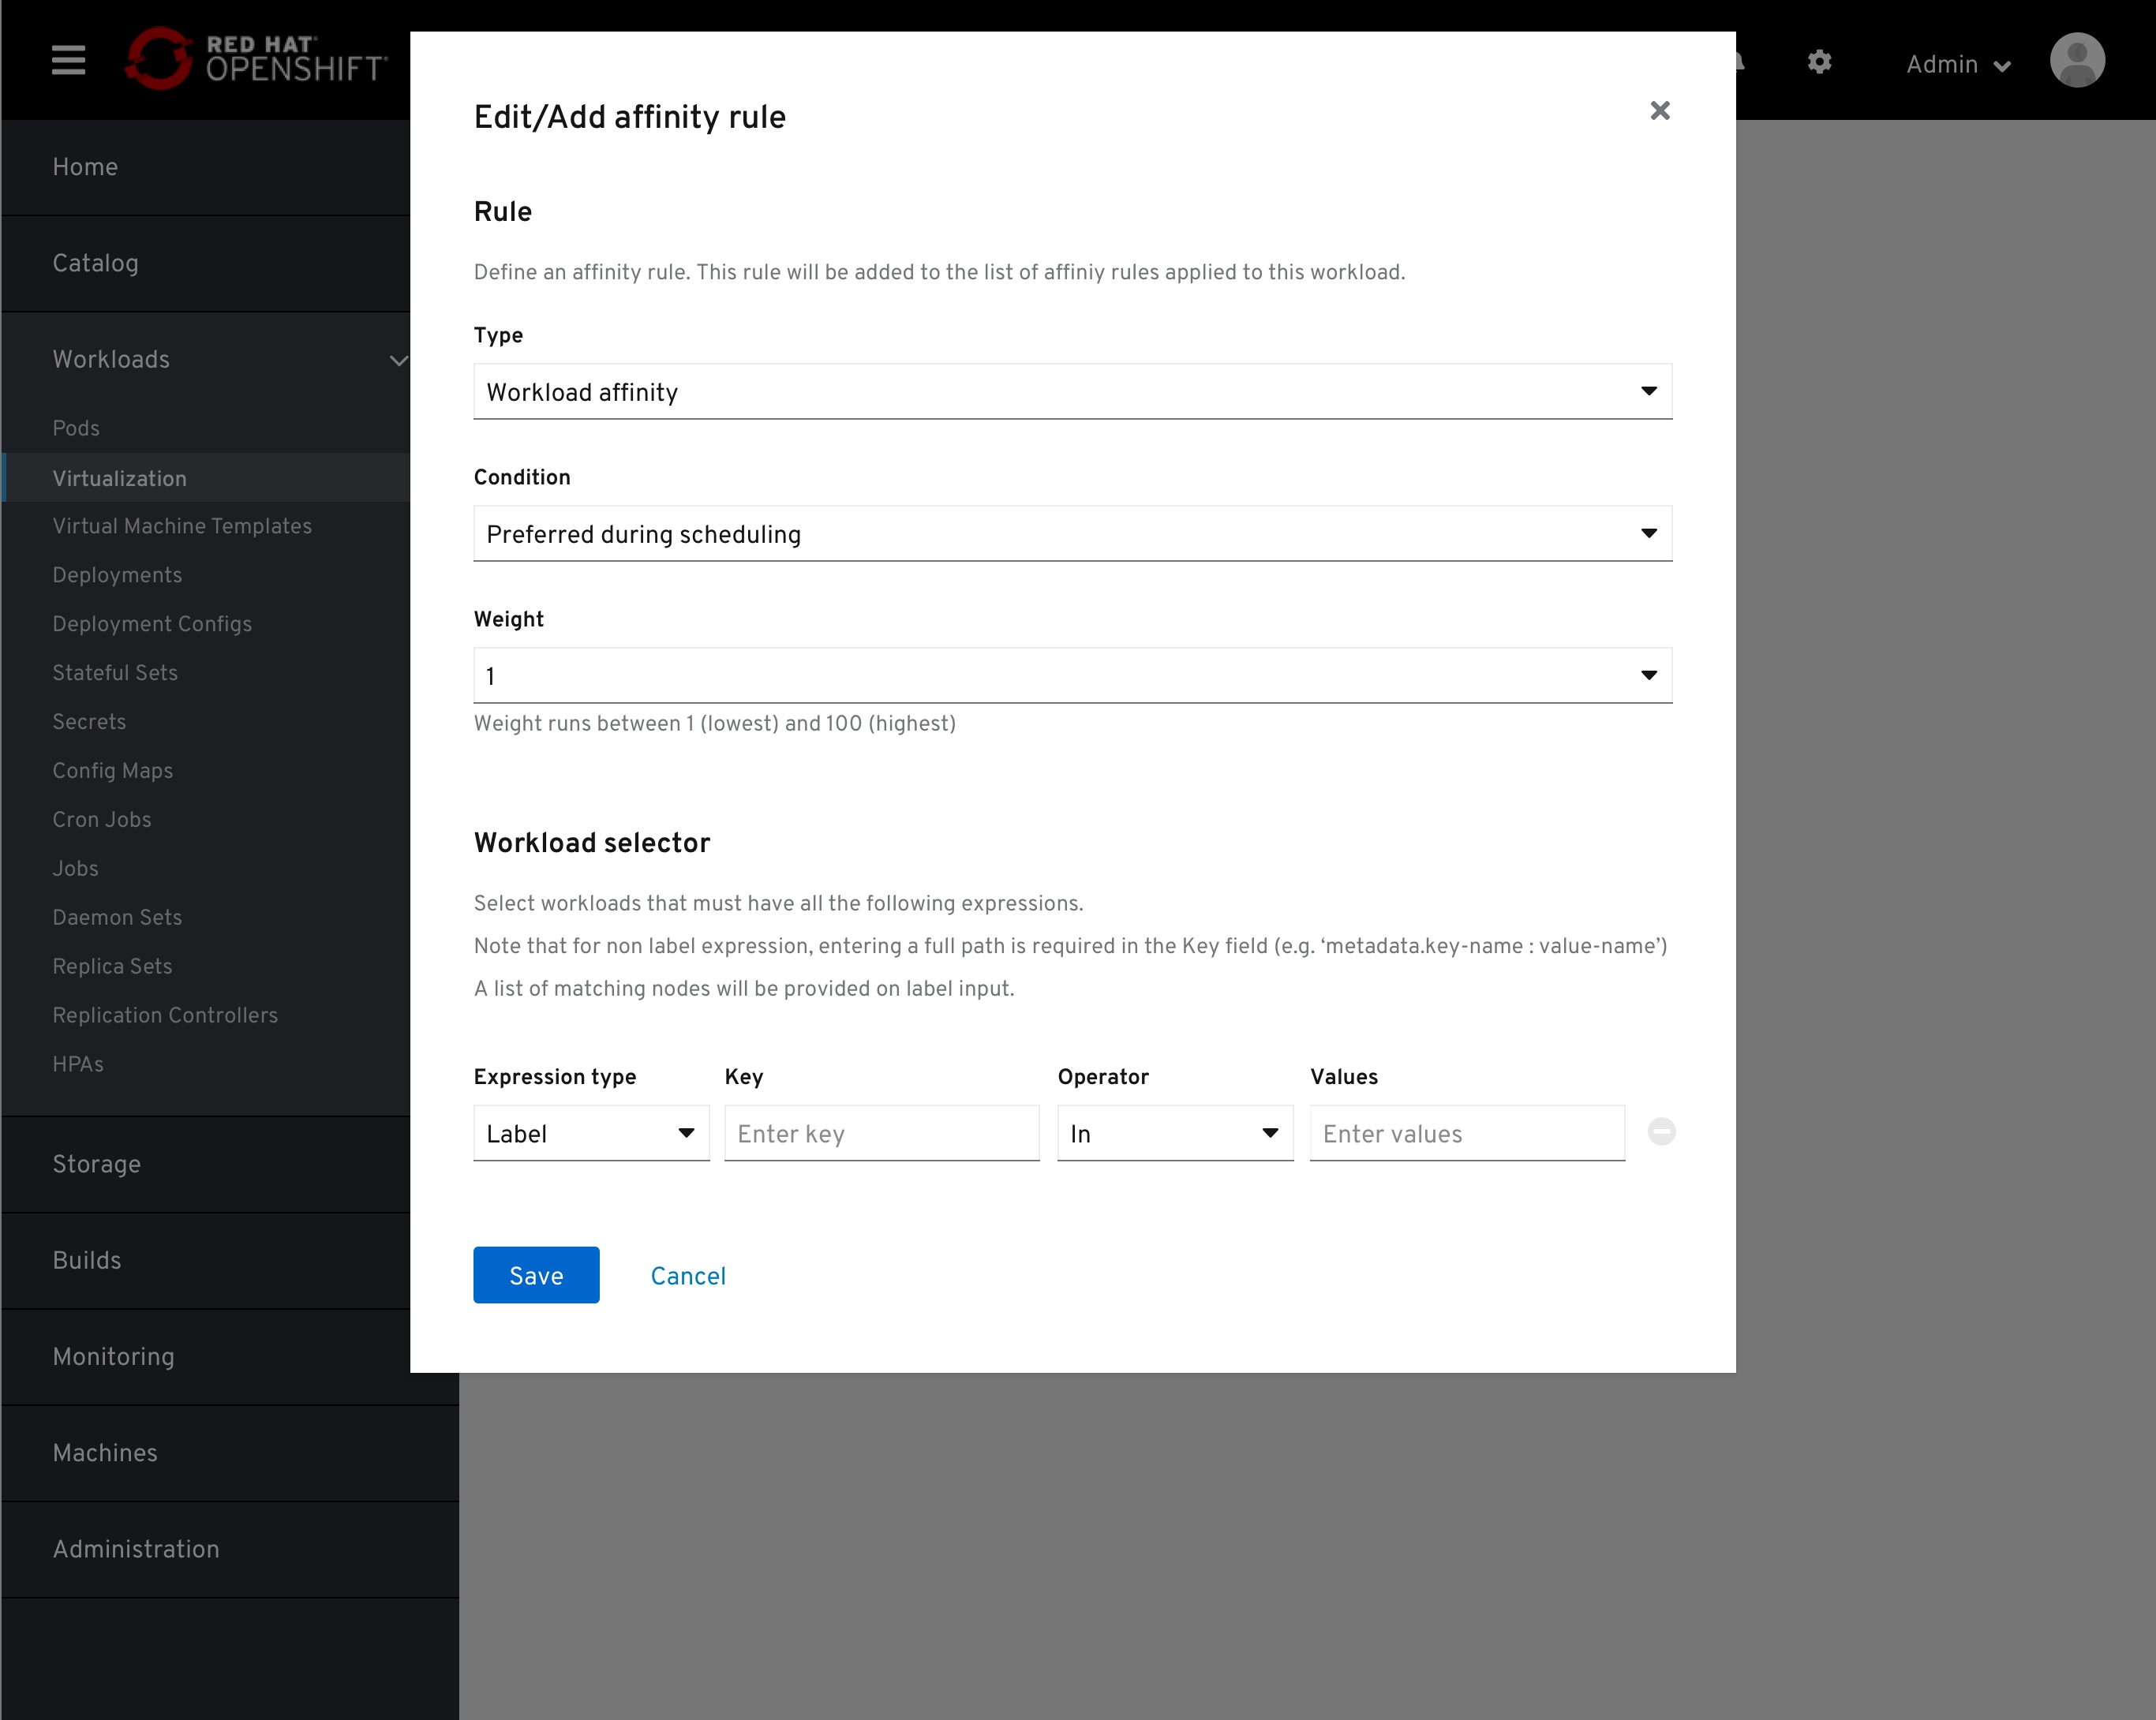 RED HAT
OPENSHIFT
Admin
Home
Catalog
Workloads
Pods
Virtualization
Virtual Machine Templates
Deployments
Deployment Configs
Stateful Sets
Secrets
Config Maps
Cron Jobs
Jobs
Daemon Sets
Replica Sets
Replication Controllers
HPAs
Storage
Builds
Monitoring
Machines
Administration
Edit/Add affinity rule
Rule
Define an affinity rule. This rule will be added to the list of affiniy rules applied to this workload.
Type
Workload affinity
Condition
Preferred during scheduling
Weight
1
Weight runs between 1 (lowest) and 100 (highest)
Workload selector
Select workloads that must have all the following expressions.
Note that for non label expression, entering a full path is required in the Key field (e.g. ‘metadata.key-name : value-name’)
A list of matching nodes will be provided on label input.
Expression type Key Operator Values
Label Enter key In Enter values
Save Cancel